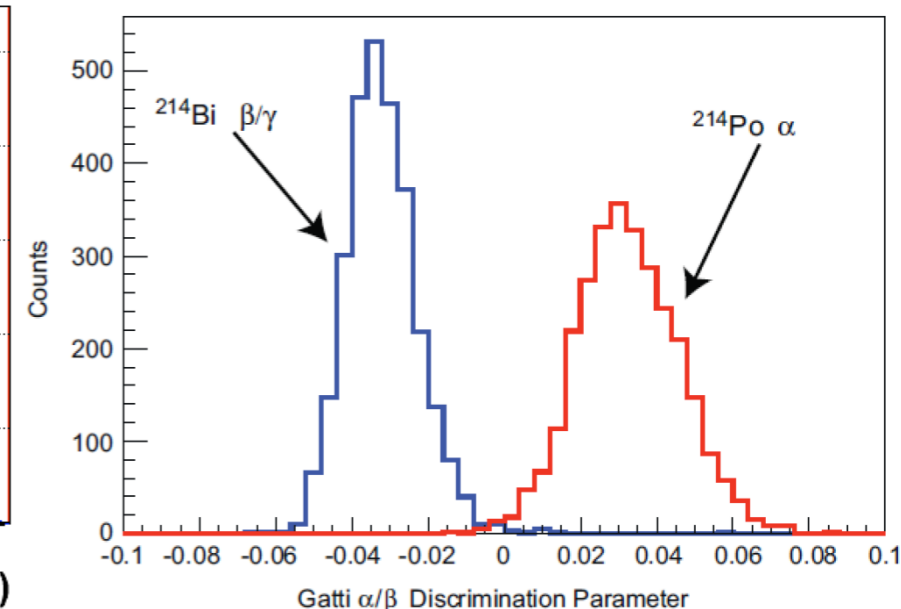 500
400
300
200
100
0
Counts
²¹⁴Bi β/γ
²¹⁴Po α
-0.1 -0.08 -0.06 -0.04 -0.02 0 0.02 0.04 0.06 0.08 0.1
Gatti α/β Discrimination Parameter
)